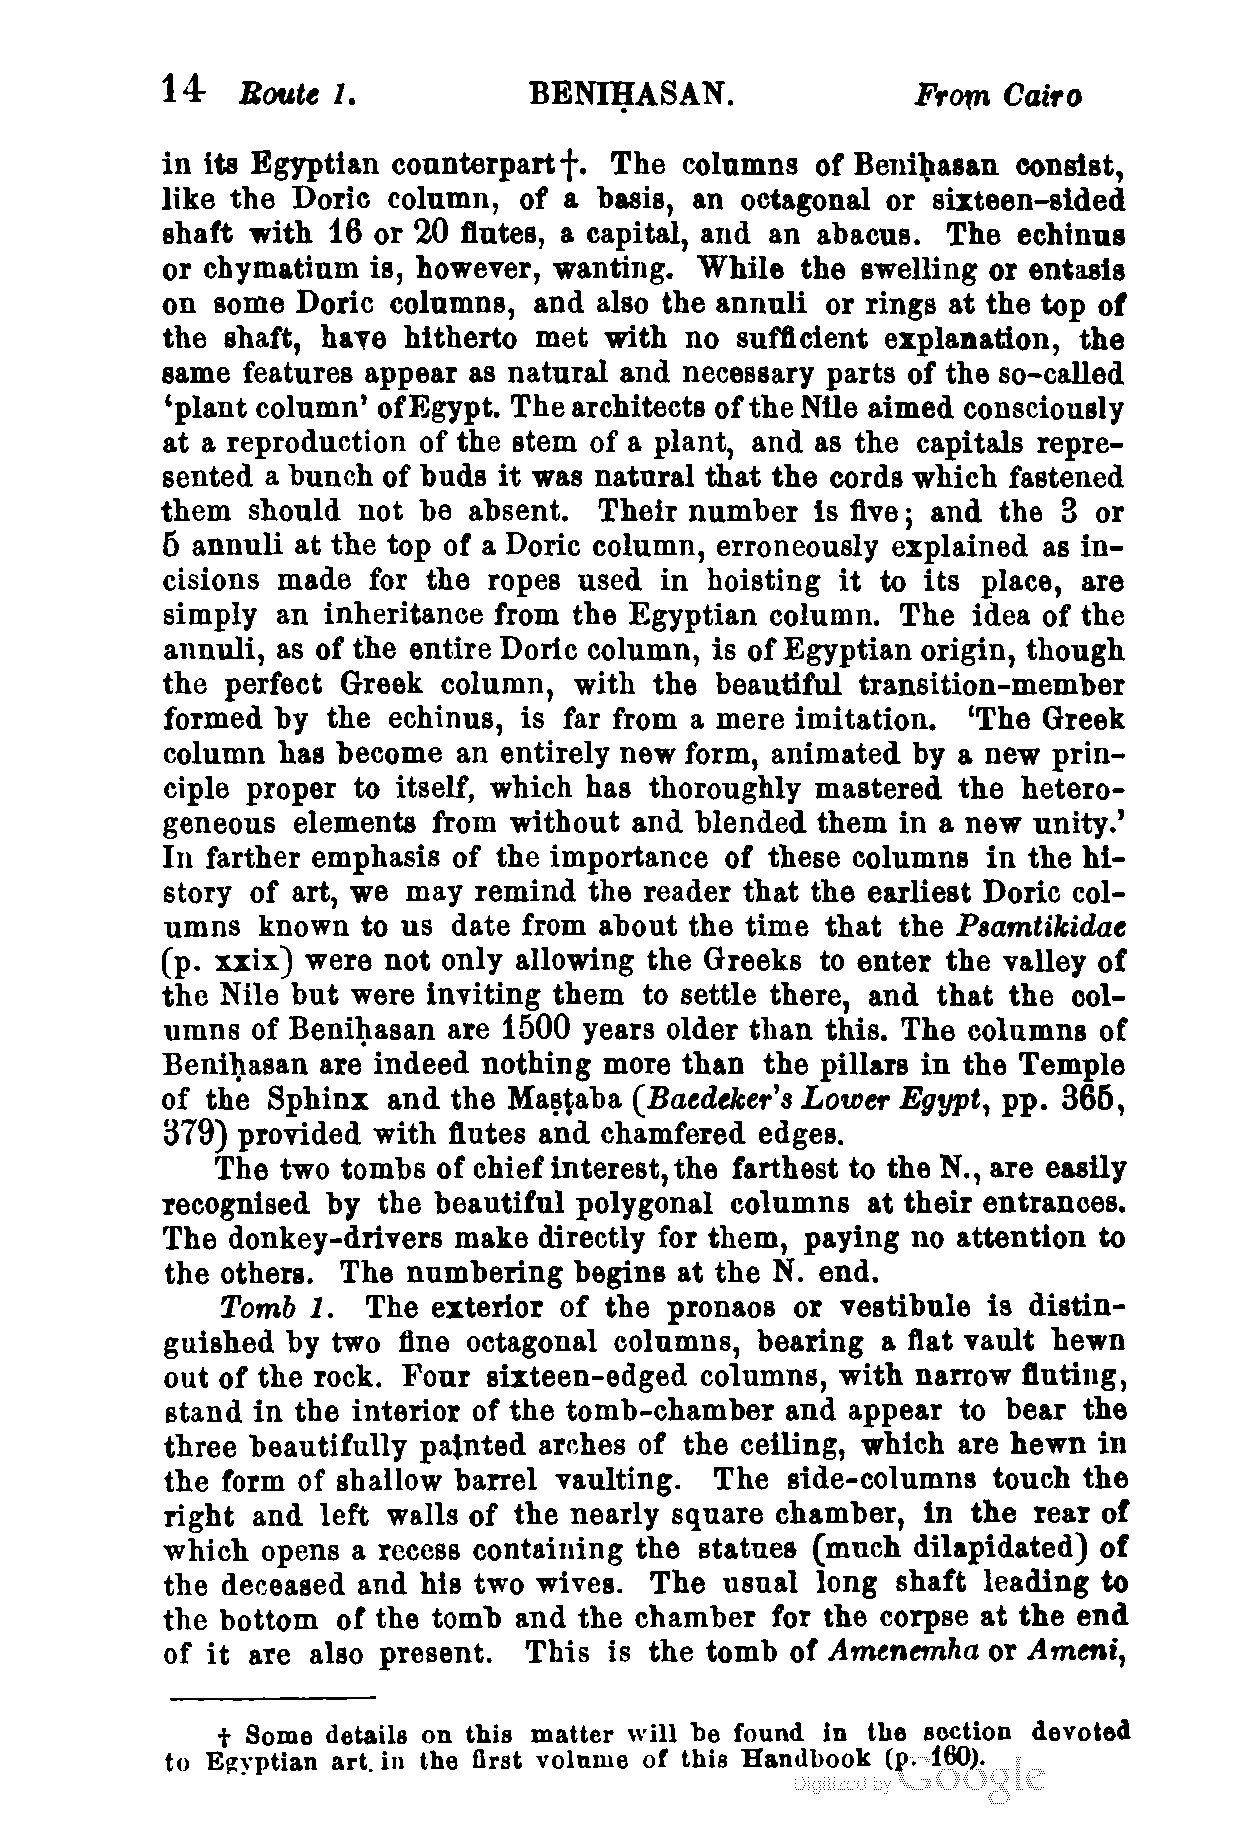 14 Route 1. BENIḤASAN. From Cairo
in its Egyptian counterpart†. The columns of Beniḥasan consist,
like the Doric column, of a basis, an octagonal or sixteen-sided
shaft with 16 or 20 flutes, a capital, and an abacus. The echinus
or chymatium is, however, wanting. While the swelling or entasis
on some Doric columns, and also the annuli or rings at the top of
the shaft, have hitherto met with no sufficient explanation, the
same features appear as natural and necessary parts of the so-called
‘plant column’ of Egypt. The architects of the Nile aimed consciously
at a reproduction of the stem of a plant, and as the capitals repre-
sented a bunch of buds it was natural that the cords which fastened
them should not be absent. Their number is five; and the 3 or
5 annuli at the top of a Doric column, erroneously explained as in-
cisions made for the ropes used in hoisting it to its place, are
simply an inheritance from the Egyptian column. The idea of the
annuli, as of the entire Doric column, is of Egyptian origin, though
the perfect Greek column, with the beautiful transition-member
formed by the echinus, is far from a mere imitation. ‘The Greek
column has become an entirely new form, animated by a new prin-
ciple proper to itself, which has thoroughly mastered the hetero-
geneous elements from without and blended them in a new unity.’
In farther emphasis of the importance of these columns in the hi-
story of art, we may remind the reader that the earliest Doric col-
umns known to us date from about the time that the Psamtikidae
(p. xxix) were not only allowing the Greeks to enter the valley of
the Nile but were inviting them to settle there, and that the col-
umns of Beniḥasan are 1500 years older than this. The columns of
Beniḥasan are indeed nothing more than the pillars in the Temple
of the Sphinx and the Maṣṭaba (Baedeker's Lower Egypt, pp. 365,
379) provided with flutes and chamfered edges.
The two tombs of chief interest, the farthest to the N., are easily
recognised by the beautiful polygonal columns at their entrances.
The donkey-drivers make directly for them, paying no attention to
the others. The numbering begins at the N. end.
Tomb 1. The exterior of the pronaos or vestibule is distin-
guished by two fine octagonal columns, bearing a flat vault hewn
out of the rock. Four sixteen-edged columns, with narrow fluting,
stand in the interior of the tomb-chamber and appear to bear the
three beautifully painted arches of the ceiling, which are hewn in
the form of shallow barrel vaulting. The side-columns touch the
right and left walls of the nearly square chamber, in the rear of
which opens a recess containing the statues (much dilapidated) of
the deceased and his two wives. The usual long shaft leading to
the bottom of the tomb and the chamber for the corpse at the end
of it are also present. This is the tomb of Amenemha or Ameni,
† Some details on this matter will be found in the section devoted
to Egyptian art in the first volume of this Handbook (p. 160).
Digitized by Google